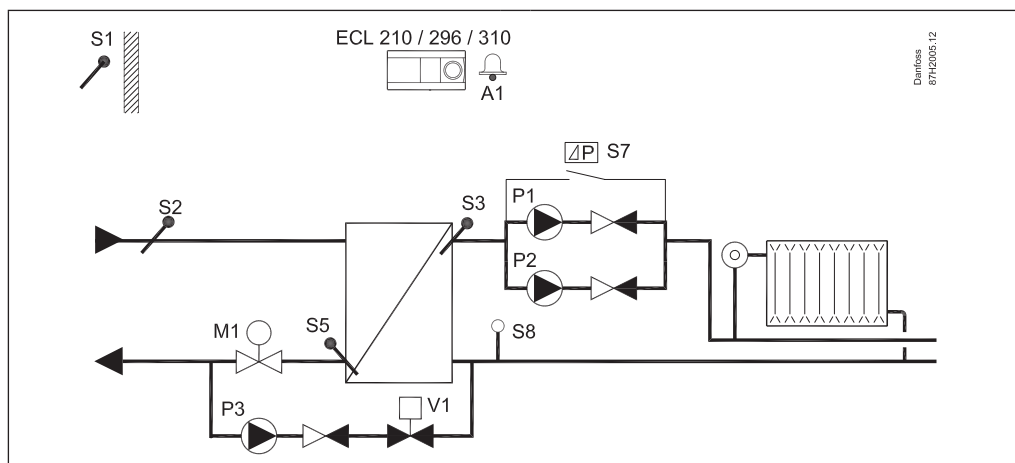 S1
ECL 210 / 296 / 310
A1
Danfoss
87H2005.12
P S7
P1
S2
S3
P2
M1
S5
S8
P3
V1